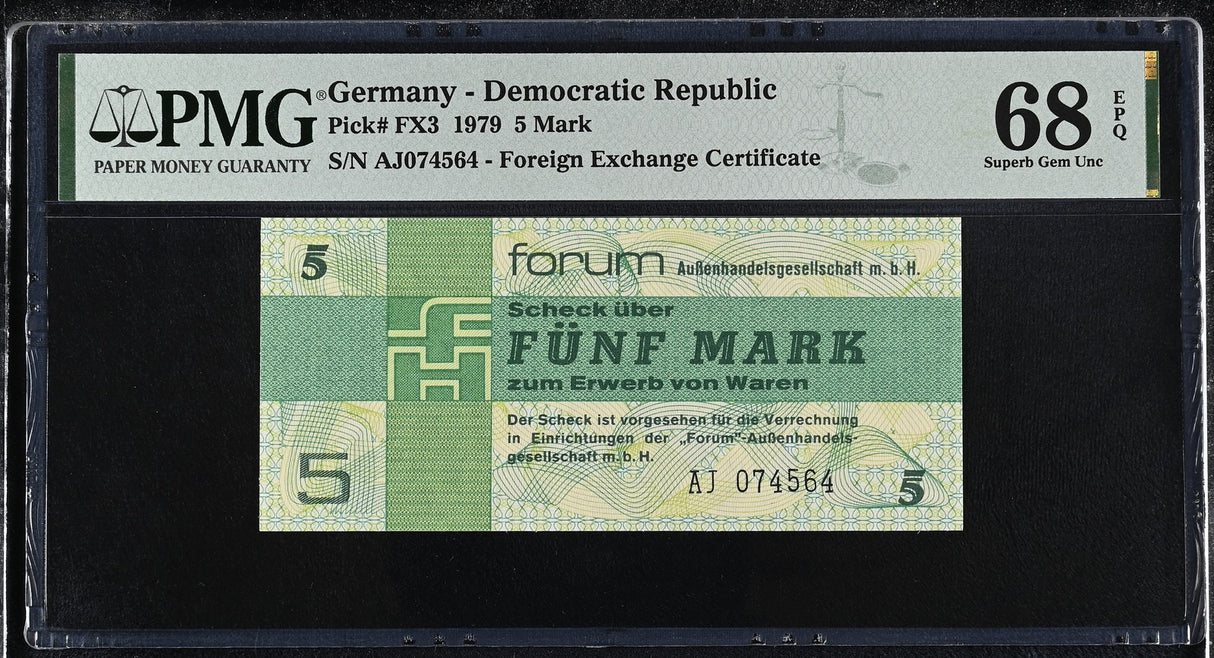 PMG®
PAPER MONEY GUARANTY
Germany - Democratic Republic
Pick# FX3 1979 5 Mark
S/N AJ074564 - Foreign Exchange Certificate
68
EPQ
Superb Gem Unc
5
forum Außenhandelsgesellschaft m. b. H.
Scheck über
FÜNF MARK
zum Erwerb von Waren
Der Scheck ist vorgesehen für die Verrechnung
in Einrichtungen der „Forum"-Außenhandels-
gesellschaft m. b. H.
5
AJ 074564
5